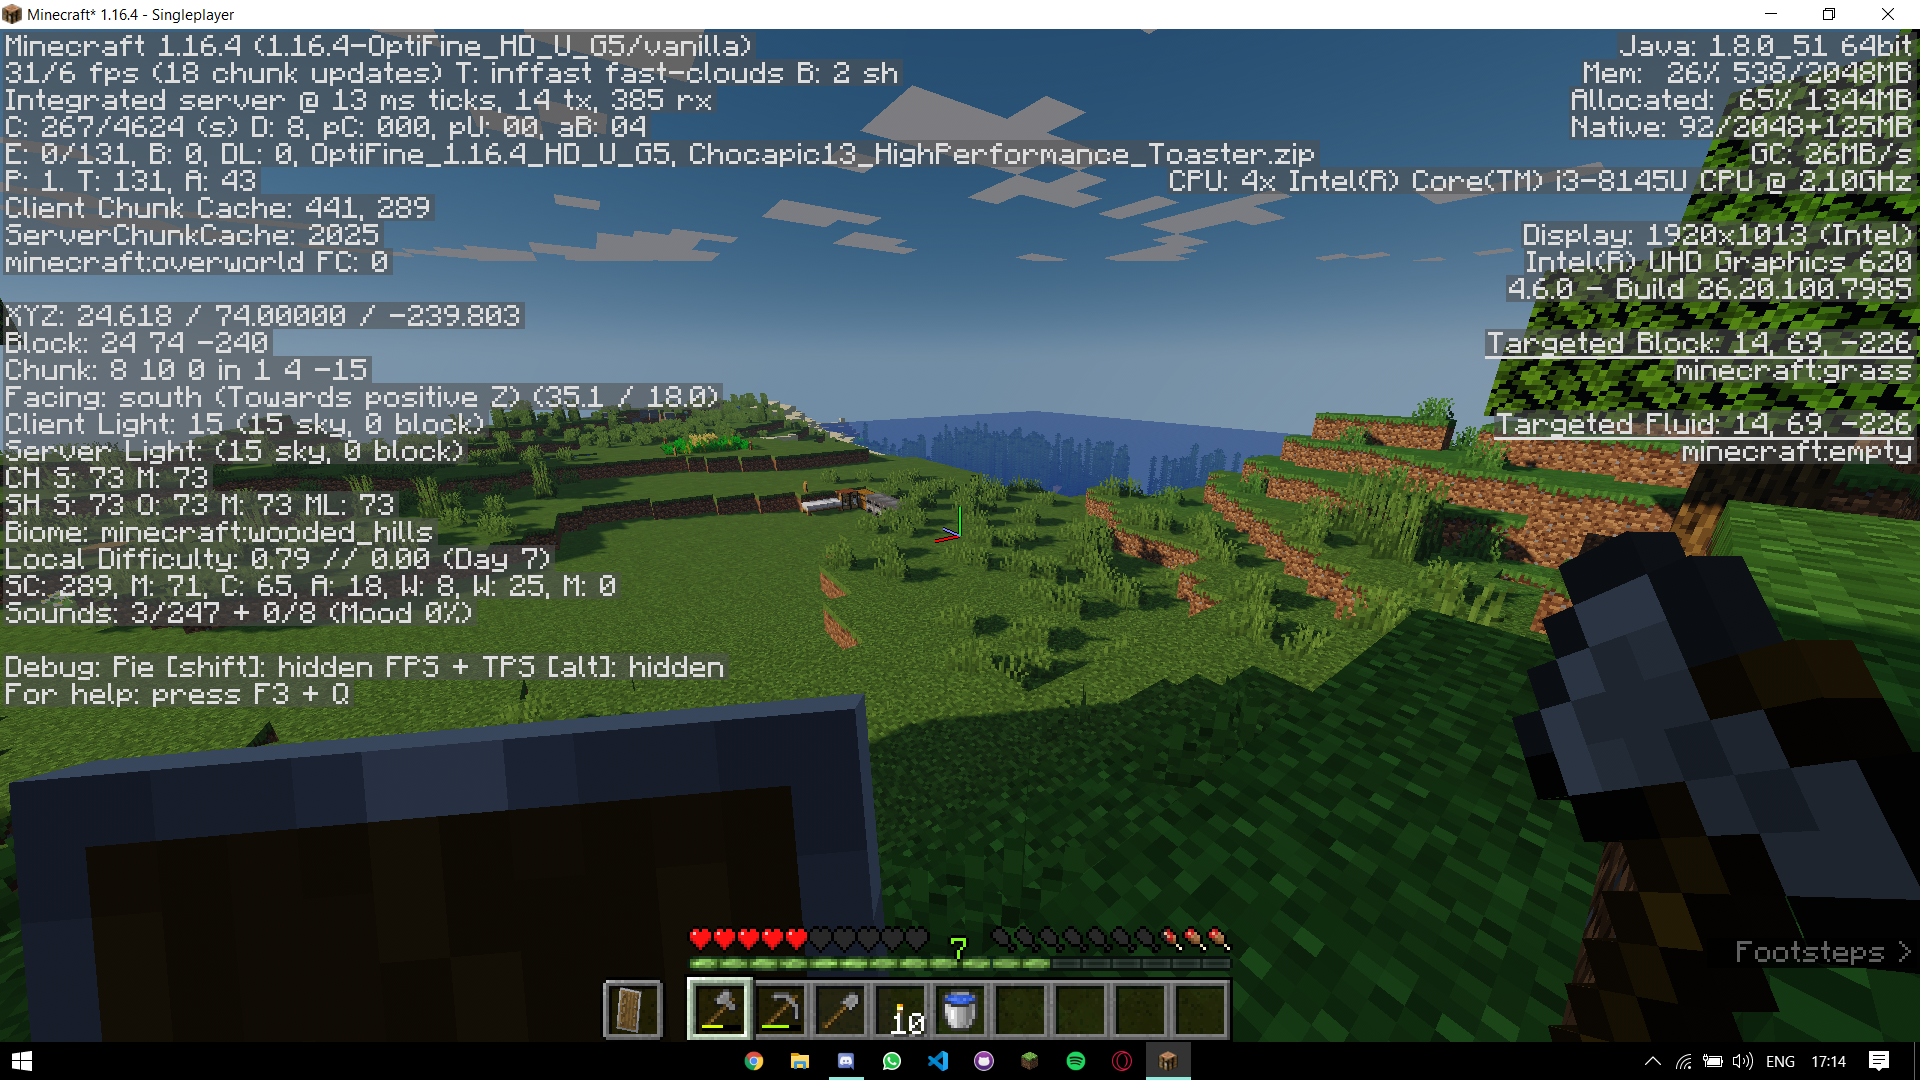 Minecraft* 1.16.4 - Singleplayer
Minecraft 1.16.4 (1.16.4-OptiFine_HD_U_G5/vanilla)
31/6 fps (18 chunk updates) T: inffast fast-clouds B: 2 sh
Integrated server @ 13 ms ticks, 14 tx, 385 rx
C: 267/4624 (s) D: 8, pC: 000, pU: 00, aB: 04
E: 0/131, B: 0, DL: 0, OptiFine_1.16.4_HD_U_G5, Chocapic13_HighPerformance_Toaster.zip
P: 1. T: 131, A: 43
Client Chunk Cache: 441, 289
ServerChunkCache: 2025
minecraft:overworld FC: 0
XYZ: 24.618 / 74.00000 / -239.803
Block: 24 74 -240
Chunk: 8 10 0 in 1 4 -15
Facing: south (Towards positive Z) (35.1 / 18.0)
Client Light: 15 (15 sky, 0 block)
Server Light: (15 sky, 0 block)
CH S: 73 M: 73
SH S: 73 O: 73 M: 73 ML: 73
Biome: minecraft:wooded_hills
Local Difficulty: 0.79 // 0.00 (Day 7)
SC: 289, M: 71, C: 65, A: 18, W: 8, W: 25, M: 0
Sounds: 3/247 + 0/8 (Mood 0%)
Debug: Pie [shift]: hidden FPS + TPS [alt]: hidden
For help: press F3 + Q
Java: 1.8.0_51 64bit
Mem: 26% 538/2048MB
Allocated: 65% 1344MB
Native: 92/2048+125MB
GC: 26MB/s
CPU: 4x Intel(R) Core(TM) i3-8145U CPU @ 2.10GHz
Display: 1920x1013 (Intel)
Intel(R) UHD Graphics 620
4.6.0 - Build 26.20.100.7985
Targeted Block: 14, 69, -226
minecraft:grass
Targeted Fluid: 14, 69, -226
minecraft:empty
7
Footsteps >
10
ENG
17:14